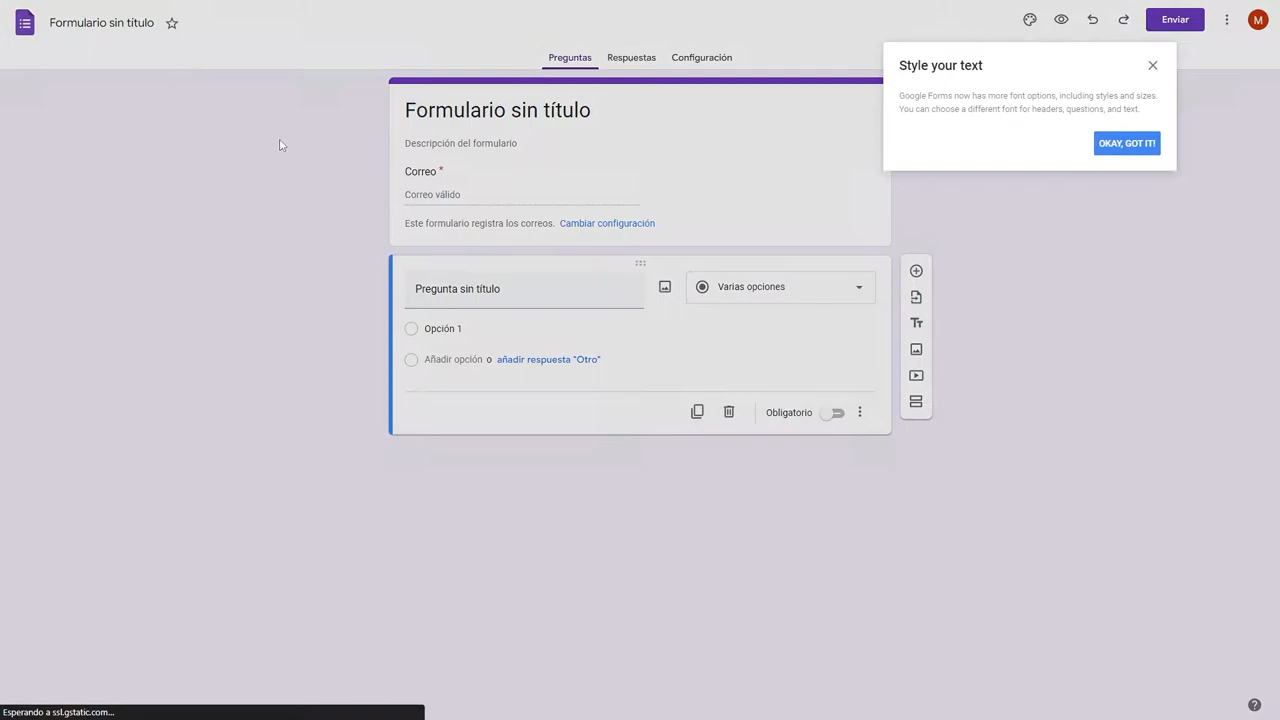 Formulario sin título
Enviar
M
Preguntas
Respuestas
Configuración
Style your text
Google Forms now has more font options, including styles and sizes.
You can choose a different font for headers, questions, and text.
OKAY, GOT IT!
Formulario sin título
Descripción del formulario
Correo *
Correo válido
Este formulario registra los correos. Cambiar configuración
Pregunta sin título
Varias opciones
Opción 1
Añadir opción o añadir respuesta "Otro"
Obligatorio
Esperando a ssl.gstatic.com...